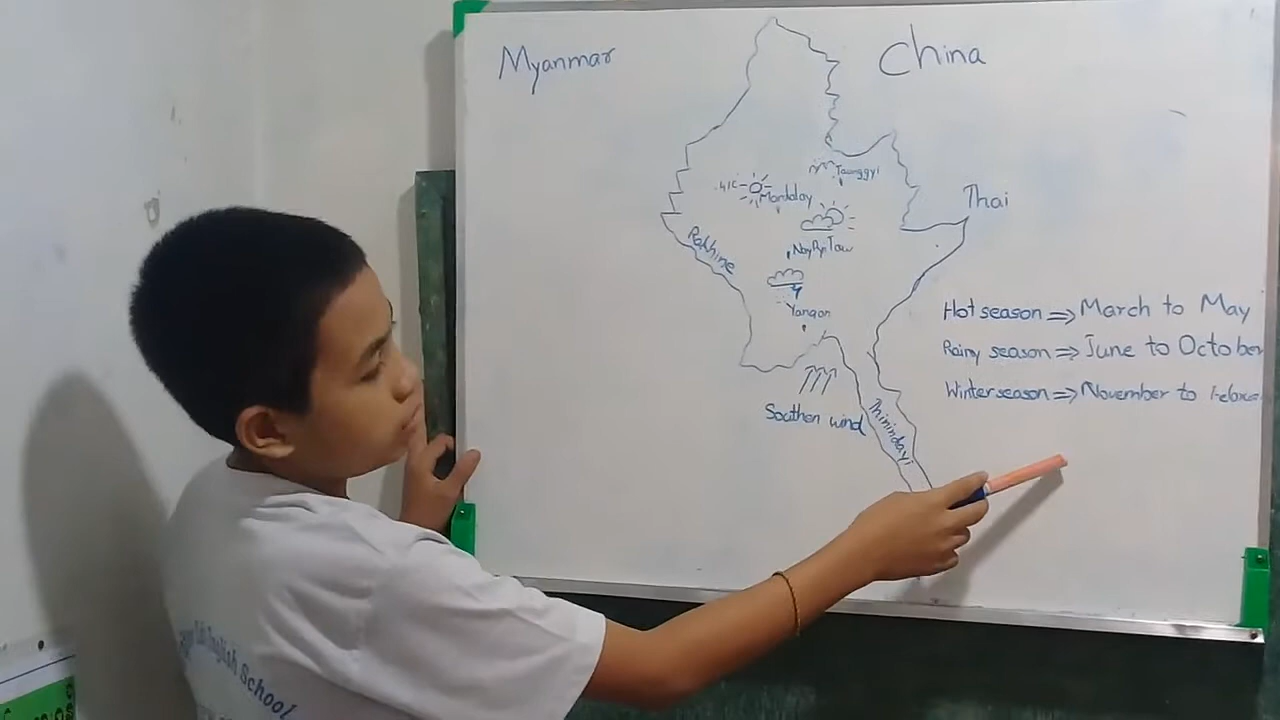 Myanmar
China
Taunggyi
41c
Mandalay
Thai
NayPyiTaw
Rakhine
Yangon
Hot season ⇒ March to May
Rainy season ⇒ June to October
Winter season ⇒ November to
Southen wind
Thinindayi
English School